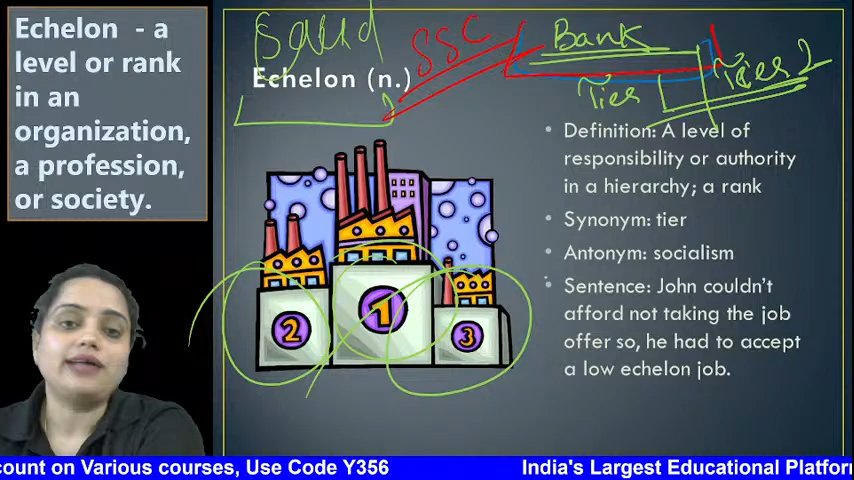 Echelon - a
level or rank
in an
organization,
a profession,
or society.
Band
SSC
Bank
Tier
Tier 2
Echelon (n.)
• Definition: A level of
responsibility or authority
in a hierarchy; a rank
• Synonym: tier
• Antonym: socialism
• Sentence: John couldn't
afford not taking the job
offer so, he had to accept
a low echelon job.
2
1
3
count on Various courses, Use Code Y356
India's Largest Educational Platfor